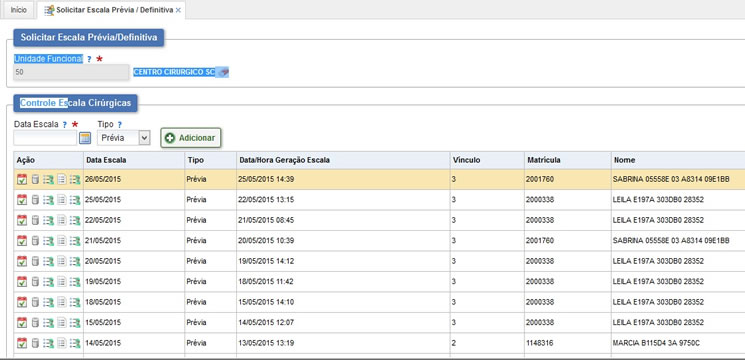 Início Solicitar Escala Prévia / Definitiva
Solicitar Escala Prévia/Definitiva
Unidade Funcional ? *
50 CENTRO CIRURGICO SC
Controle Escala Cirúrgicas
Data Escala ? * Tipo ?
Prévia Adicionar
Ação Data Escala Tipo Data/Hora Geração Escala Vinculo Matricula Nome
26/05/2015 Prévia 25/05/2015 14:39 3 2001760 SABRINA 05558E 03 A8314 09E1BB
25/05/2015 Prévia 22/05/2015 13:15 3 2000338 LEILA E197A 303DB0 28352
22/05/2015 Prévia 21/05/2015 08:45 3 2000338 LEILA E197A 303DB0 28352
21/05/2015 Prévia 20/05/2015 10:39 3 2001760 SABRINA 05558E 03 A8314 09E1BB
20/05/2015 Prévia 19/05/2015 14:12 3 2000338 LEILA E197A 303DB0 28352
19/05/2015 Prévia 18/05/2015 11:42 3 2000338 LEILA E197A 303DB0 28352
18/05/2015 Prévia 15/05/2015 14:10 3 2000338 LEILA E197A 303DB0 28352
15/05/2015 Prévia 14/05/2015 12:07 3 2000338 LEILA E197A 303DB0 28352
14/05/2015 Prévia 13/05/2015 13:19 2 1148316 MARCIA B115D4 3A 9750C